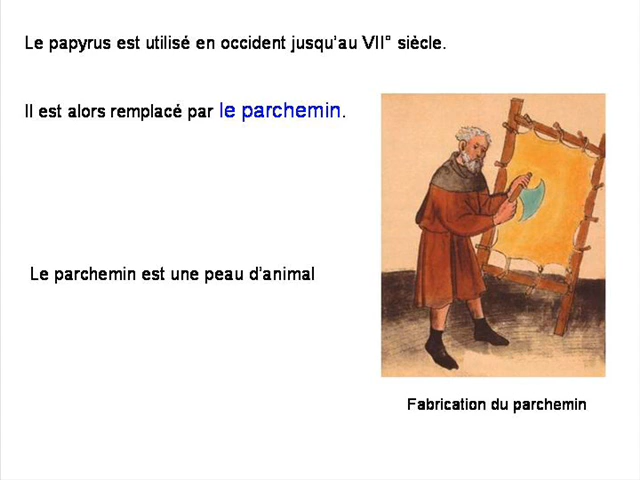 Le papyrus est utilisé en occident jusqu'au VII° siècle.
Il est alors remplacé par le parchemin.
Le parchemin est une peau d'animal
Fabrication du parchemin